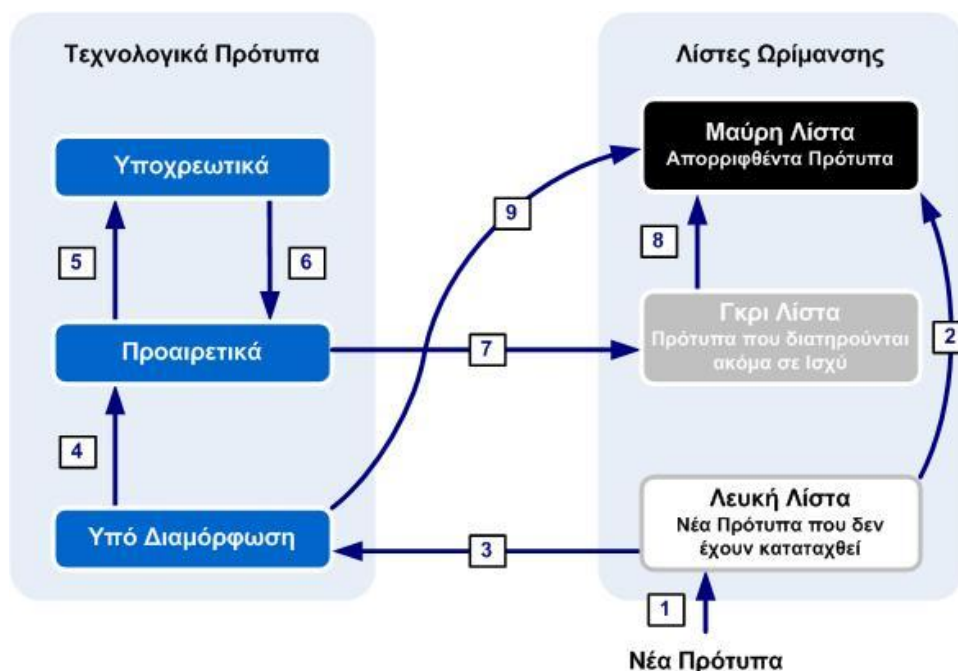 Τεχνολογικά Πρότυπα
Λίστες Ωρίμανσης
Υποχρεωτικά
Μαύρη Λίστα
Απορριφθέντα Πρότυπα
9
5
6
8
Προαιρετικά
7
Γκρι Λίστα
Πρότυπα που διατηρούνται
ακόμα σε Ισχύ
2
4
Υπό Διαμόρφωση
3
Λευκή Λίστα
Νέα Πρότυπα που δεν
έχουν καταταχθεί
1
Νέα Πρότυπα